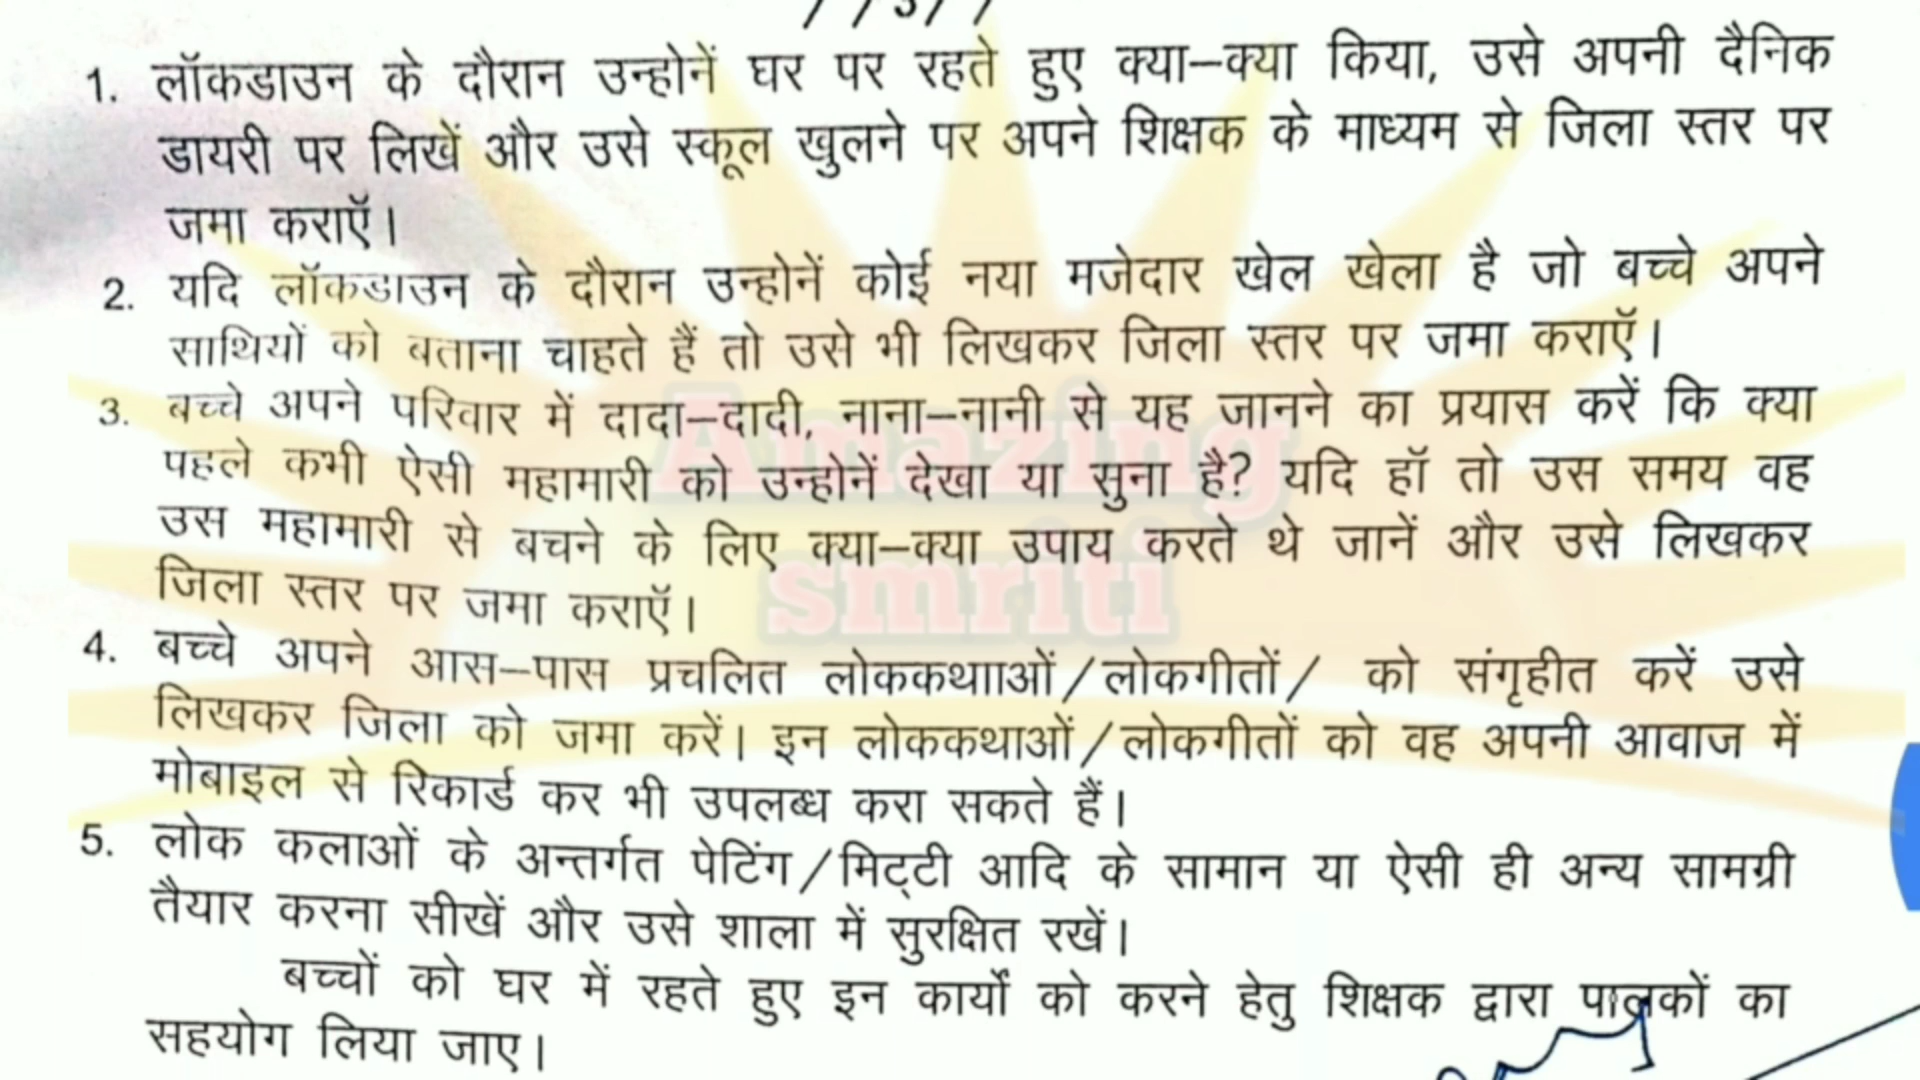 1. लॉकडाउन के दौरान उन्होनें घर पर रहते हुए क्या–क्या किया, उसे अपनी दैनिक
डायरी पर लिखें और उसे स्कूल खुलने पर अपने शिक्षक के माध्यम से जिला स्तर पर
जमा कराऍ।
2. यदि लॉकडाउन के दौरान उन्होनें कोई नया मजेदार खेल खेला है जो बच्चे अपने
साथियों को बताना चाहते हैं तो उसे भी लिखकर जिला स्तर पर जमा कराऍ।
3. बच्चे अपने परिवार में दादा–दादी, नाना–नानी से यह जानने का प्रयास करें कि क्या
पहले कभी ऐसी महामारी को उन्होनें देखा या सुना है? यदि हॉ तो उस समय वह
उस महामारी से बचने के लिए क्या–क्या उपाय करते थे जानें और उसे लिखकर
जिला स्तर पर जमा कराऍ।
4. बच्चे अपने आस–पास प्रचलित लोककथााओं/लोकगीतों/ को संगृहीत करें उसे
लिखकर जिला को जमा करें। इन लोककथाओं/लोकगीतों को वह अपनी आवाज में
मोबाइल से रिकार्ड कर भी उपलब्ध करा सकते हैं।
5. लोक कलाओं के अन्तर्गत पेटिंग/मिट्टी आदि के सामान या ऐसी ही अन्य सामग्री
तैयार करना सीखें और उसे शाला में सुरक्षित रखें।
बच्चों को घर में रहते हुए इन कार्यों को करने हेतु शिक्षक द्वारा पालकों का
सहयोग लिया जाए।
Amazing
smriti